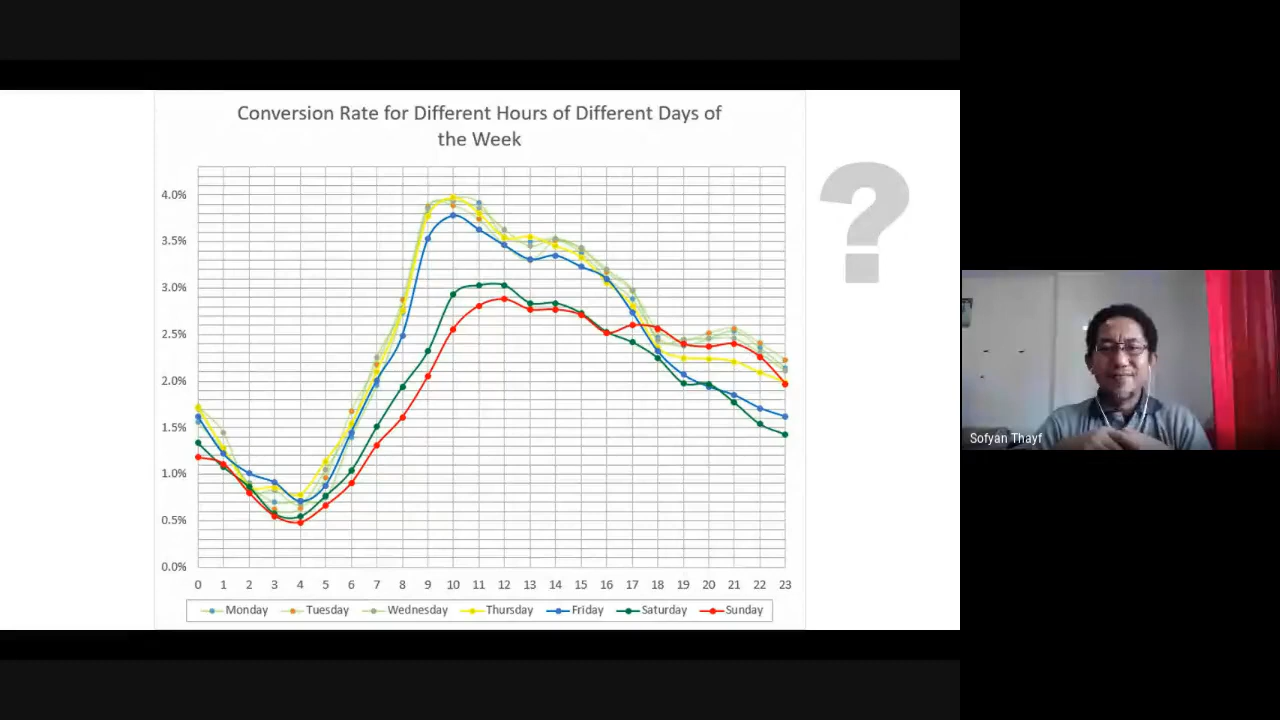 Conversion Rate for Different Hours of Different Days of
the Week
?
4.0%
3.5%
3.0%
2.5%
2.0%
1.5%
1.0%
0.5%
0.0%
0 1 2 3 4 5 6 7 8 9 10 11 12 13 14 15 16 17 18 19 20 21 22 23
Monday Tuesday Wednesday Thursday Friday Saturday Sunday
Sofyan Thayf